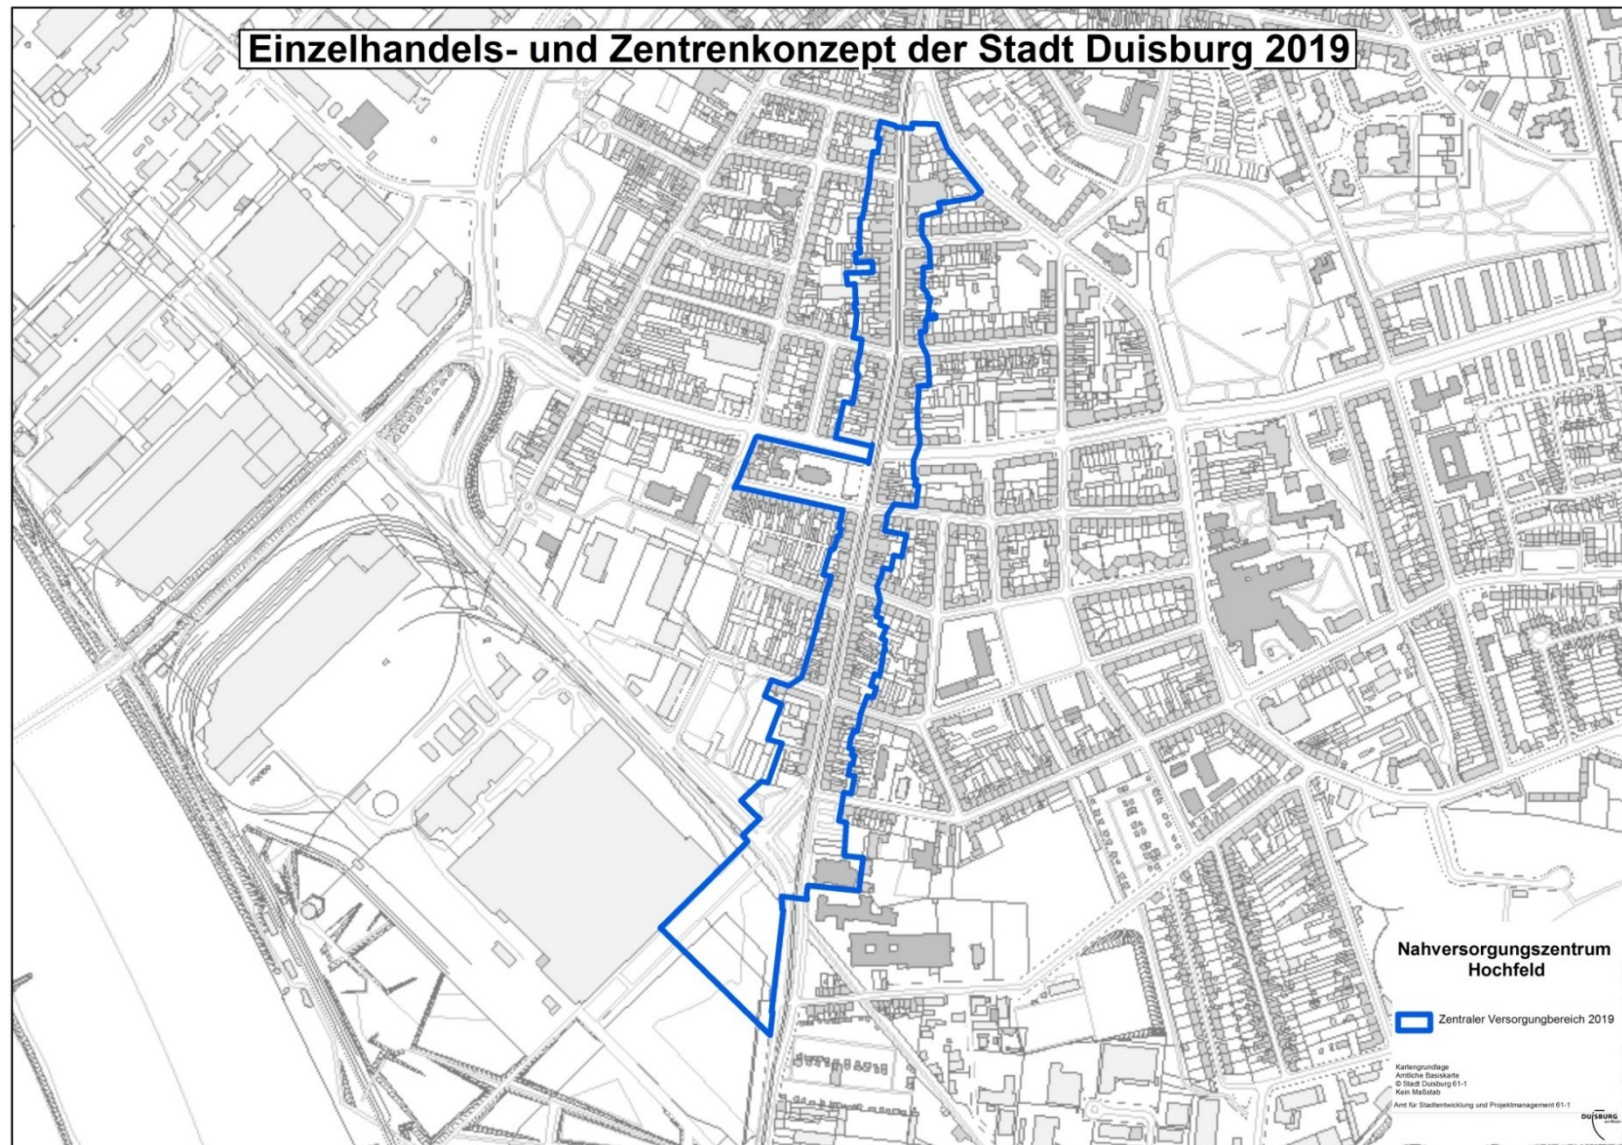 Einzelhandels- und Zentrenkonzept der Stadt Duisburg 2019
Nahversorgungszentrum
Hochfeld
Zentraler Versorgungbereich 2019
Kartengrundlage
Amtliche Basiskarte
© Stadt Duisburg 61-1
Kein Maßstab
Amt für Stadtentwicklung und Projektmanagement 61-1
DUISBURG